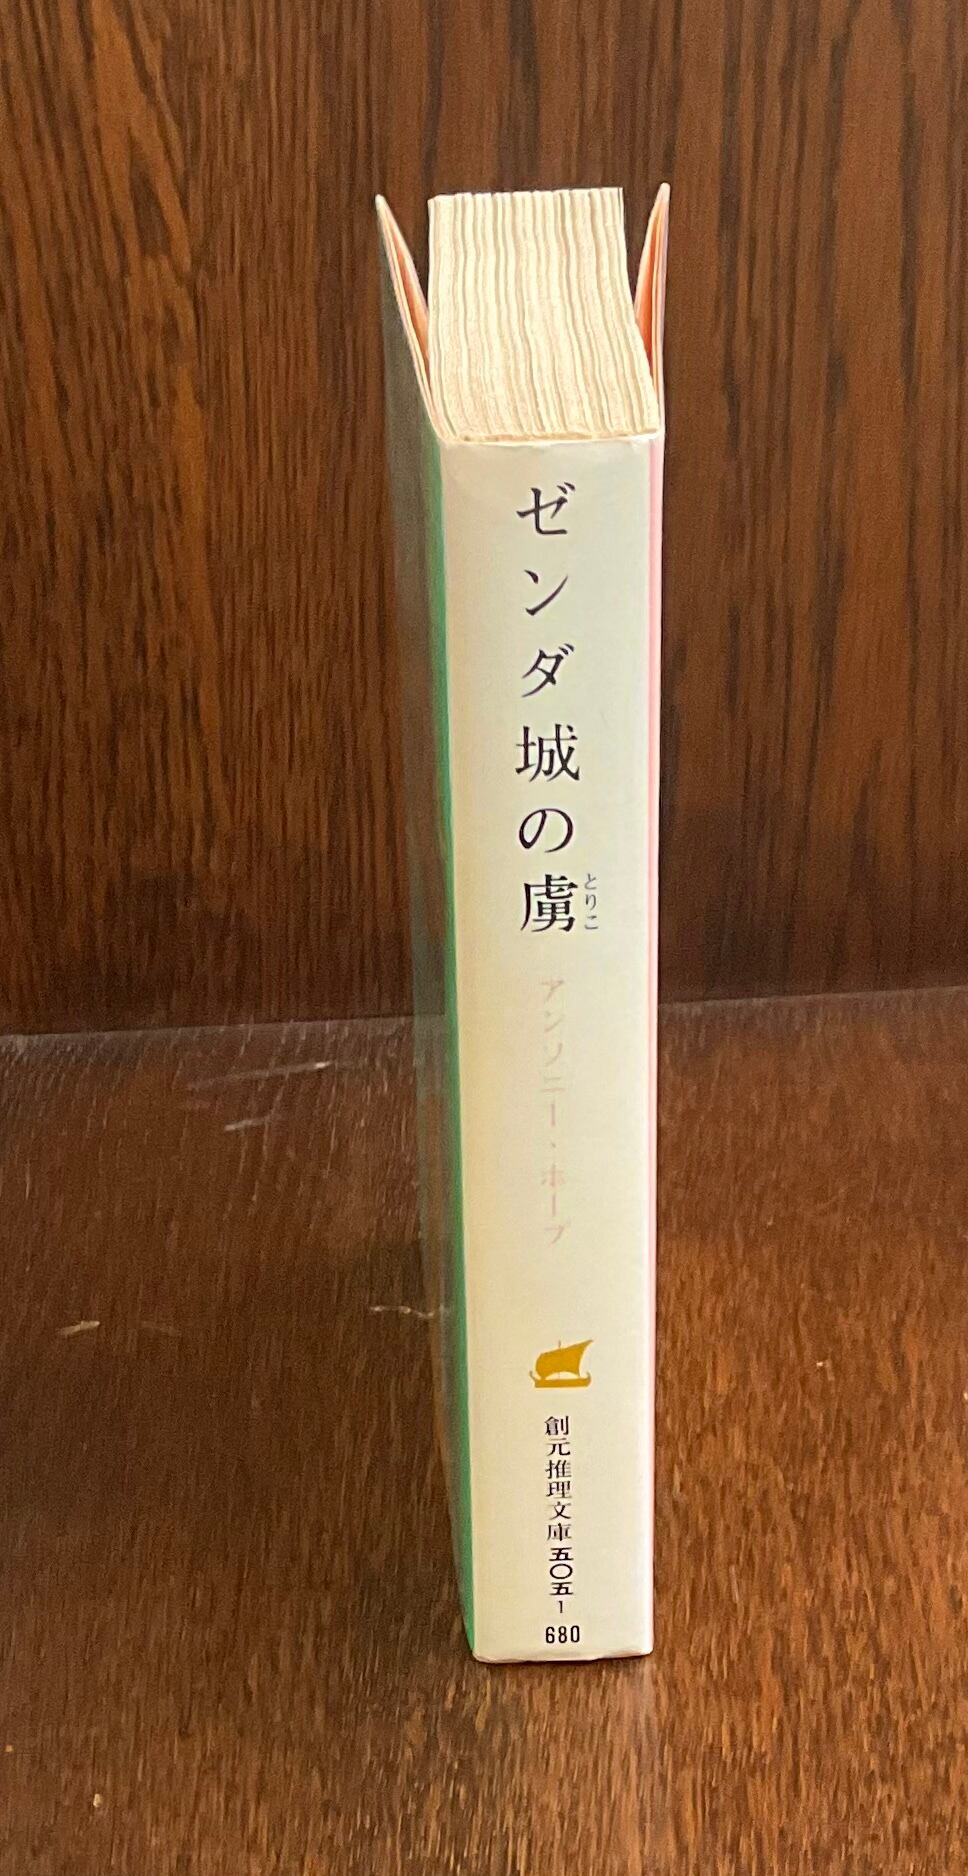 ゼンダ城の虜
とりこ
アンソニー・ホープ
創元推理文庫五〇五1
680